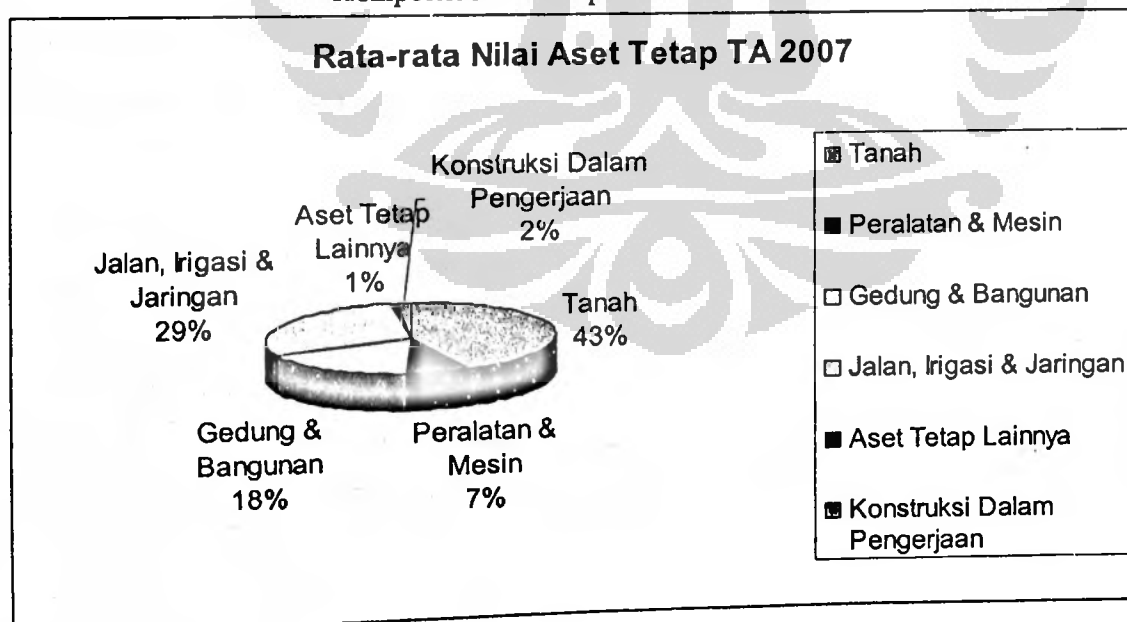 Rata-rata Nilai Aset Tetap TA 2007
Konstruksi Dalam
Pengerjaan
2%
Aset Tetap
Lainnya
1%
Jalan, Irigasi &
Jaringan
29%
Tanah
43%
Gedung &
Bangunan
18%
Peralatan &
Mesin
7%
Tanah
Peralatan & Mesin
Gedung & Bangunan
Jalan, Irigasi & Jaringan
Aset Tetap Lainnya
Konstruksi Dalam
Pengerjaan